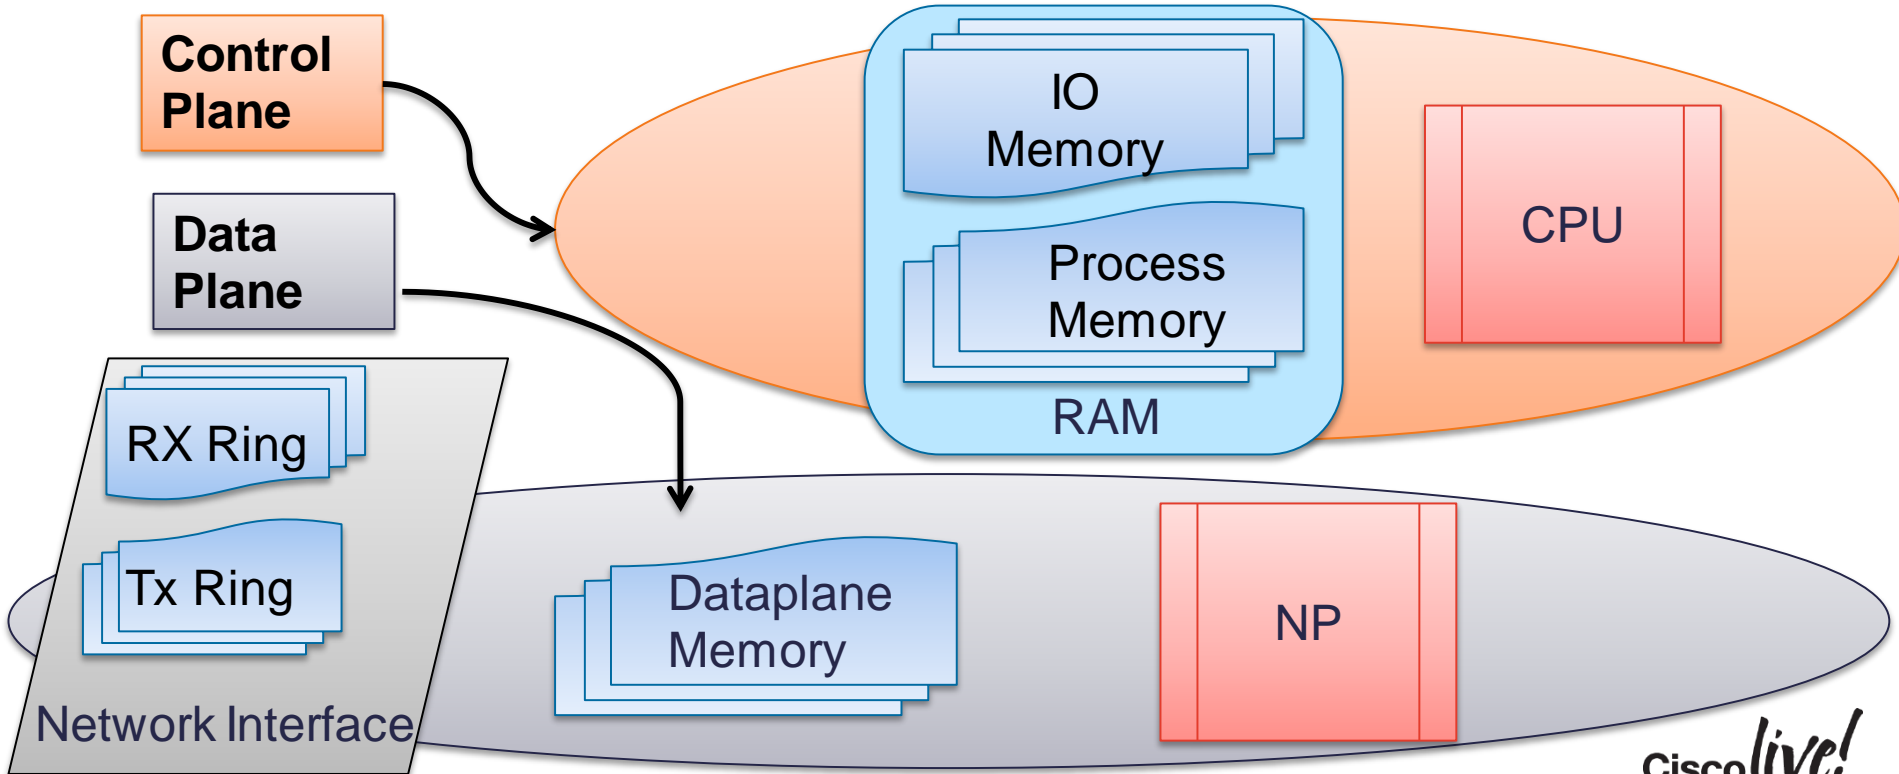 Control
Plane
IO
Memory
CPU
Data
Plane
Process
Memory
RAM
RX Ring
Tx Ring
Dataplane
Memory
NP
Network Interface
Cisco live!